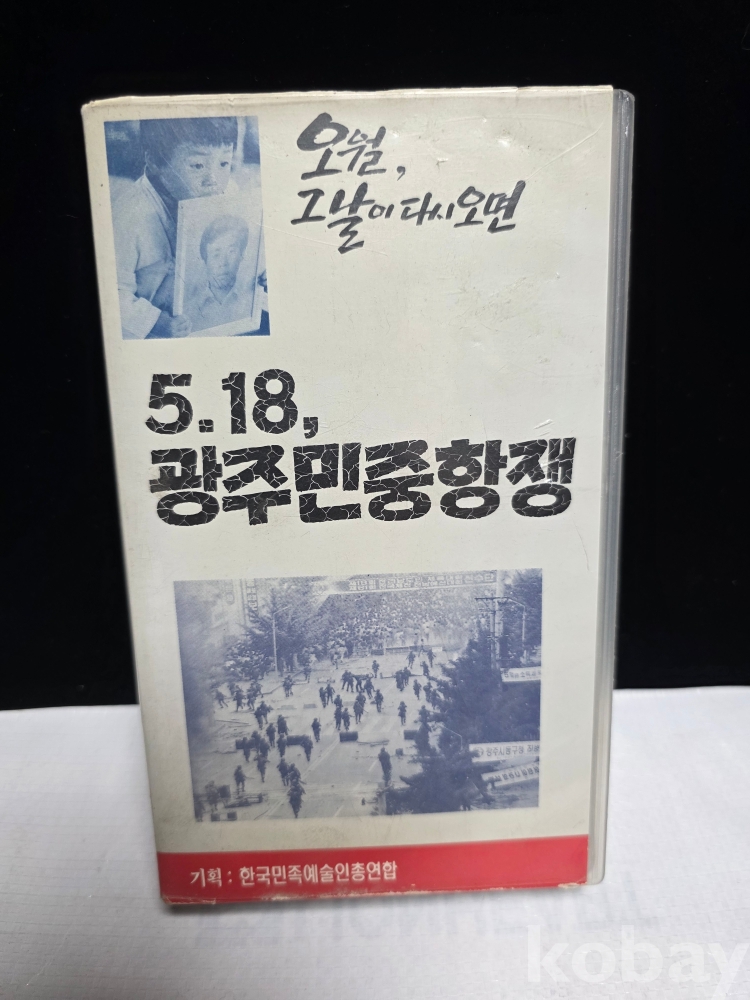 오월,
그날이 다시 오면
5.18,
광주민중항쟁
기획 : 한국민족예술인총연합
kobay